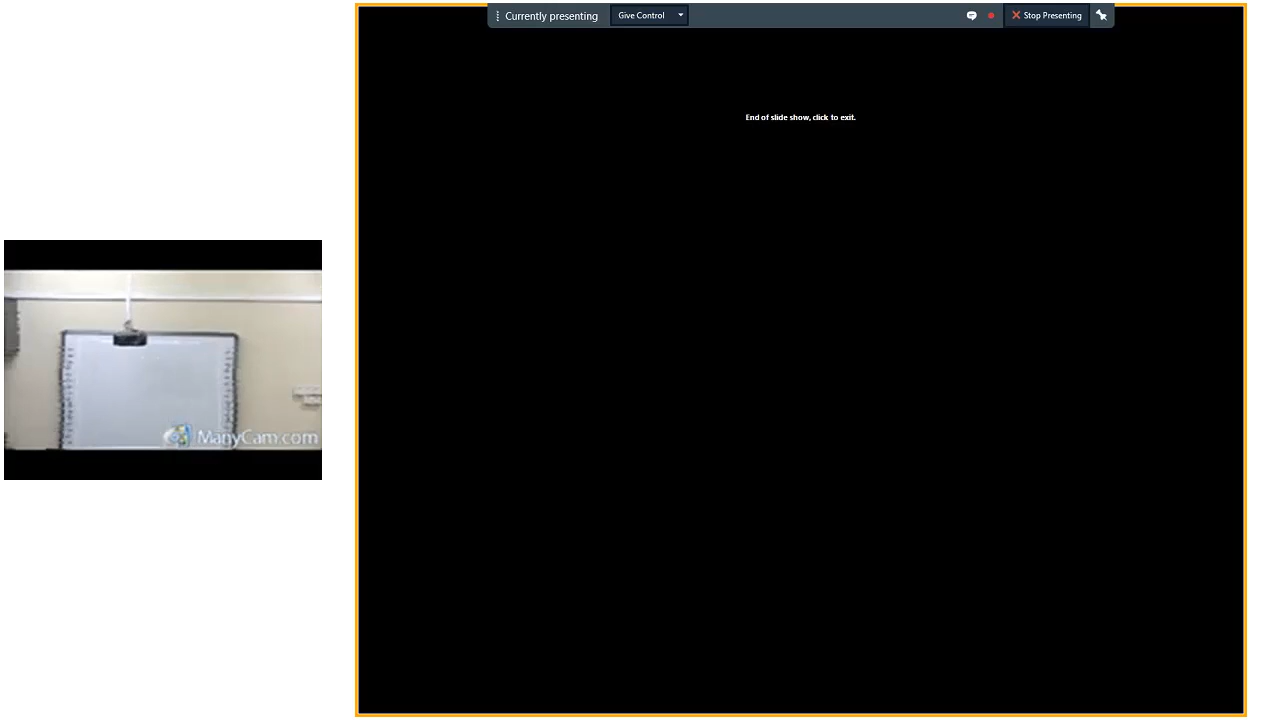 Currently presenting
Give Control
Stop Presenting
End of slide show, click to exit.
ManyCam.com